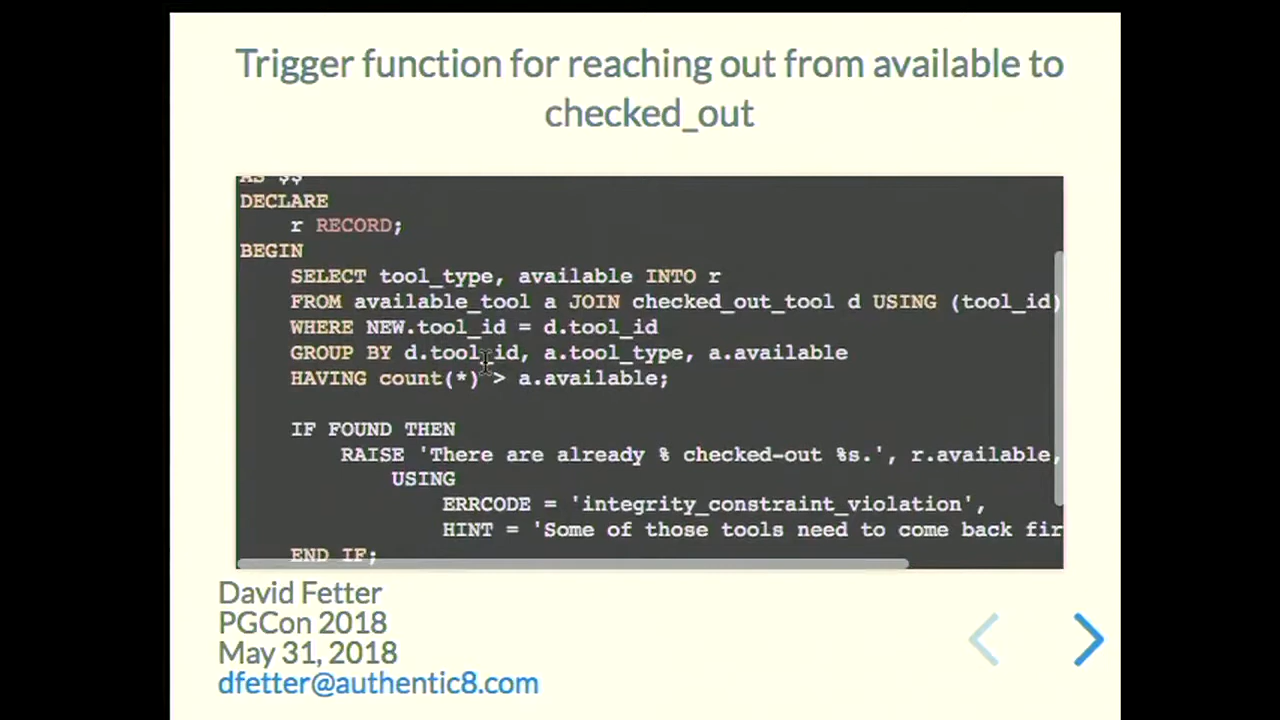 Trigger function for reaching out from available to
checked_out
AS $$
DECLARE
r RECORD;
BEGIN
SELECT tool_type, available INTO r
FROM available_tool a JOIN checked_out_tool d USING (tool_id)
WHERE NEW.tool_id = d.tool_id
GROUP BY d.tool_id, a.tool_type, a.available
HAVING count(*) > a.available;
IF FOUND THEN
RAISE 'There are already % checked-out %s.', r.available,
USING
ERRCODE = 'integrity_constraint_violation',
HINT = 'Some of those tools need to come back fir
END IF;
David Fetter
PGCon 2018
May 31, 2018
dfetter@authentic8.com